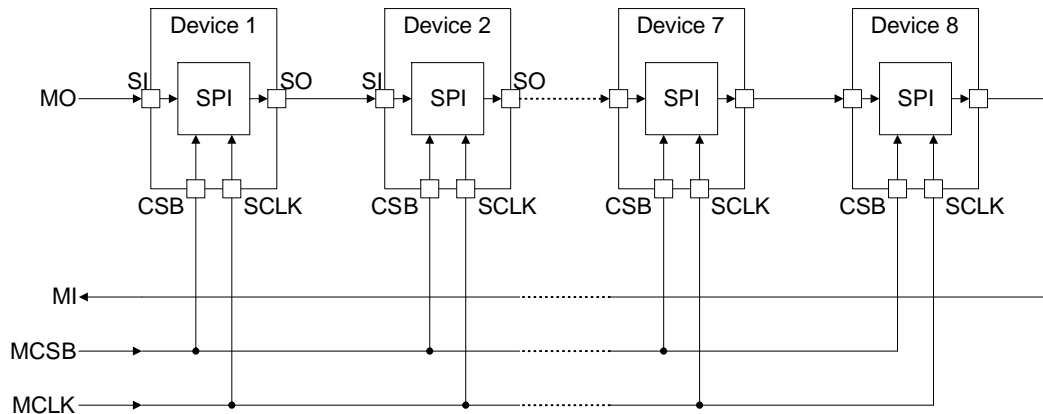 Device 1 Device 2 Device 7 Device 8
SI SO SI SO
MO SPI SPI SPI SPI
CSB SCLK CSB SCLK CSB SCLK CSB SCLK
MI
MCSB
MCLK